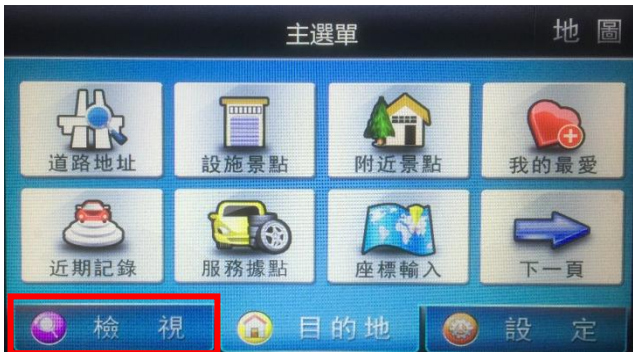 主選單
地圖
道路地址
設施景點
附近景點
我的最愛
近期記錄
服務據點
座標輸入
下一頁
檢視
目的地
設定